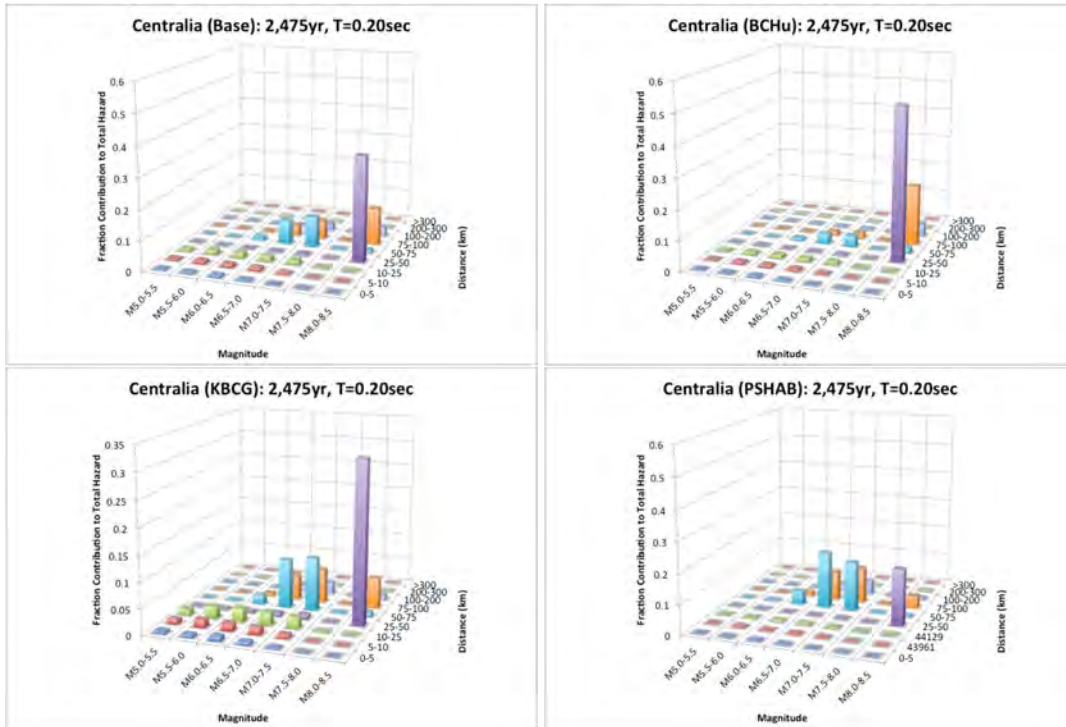 Centralia (Base): 2,475yr, T=0.20sec
Fraction Contribution to Total Hazard
0.6
0.5
0.4
0.3
0.2
0.1
0
M5.0-5.5
M5.5-6.0
M6.0-6.5
M6.5-7.0
M7.0-7.5
M7.5-8.0
M8.0-8.5
Magnitude
>300
200-300
100-200
75-100
50-75
25-50
10-25
5-10
0-5
Distance (km)
Centralia (BCHu): 2,475yr, T=0.20sec
Fraction Contribution to Total Hazard
0.6
0.5
0.4
0.3
0.2
0.1
0
M5.0-5.5
M5.5-6.0
M6.0-6.5
M6.5-7.0
M7.0-7.5
M7.5-8.0
M8.0-8.5
Magnitude
>300
200-300
100-200
75-100
50-75
25-50
10-25
5-10
0-5
Distance (km)
Centralia (KBCG): 2,475yr, T=0.20sec
Fraction Contribution to Total Hazard
0.35
0.3
0.25
0.2
0.15
0.1
0.05
0
M5.0-5.5
M5.5-6.0
M6.0-6.5
M6.5-7.0
M7.0-7.5
M7.5-8.0
M8.0-8.5
Magnitude
>300
200-300
100-200
75-100
50-75
25-50
10-25
5-10
0-5
Distance (km)
Centralia (PSHAB): 2,475yr, T=0.20sec
Fraction Contribution to Total Hazard
0.6
0.5
0.4
0.3
0.2
0.1
0
M5.0-5.5
M5.5-6.0
M6.0-6.5
M6.5-7.0
M7.0-7.5
M7.5-8.0
M8.0-8.5
Magnitude
>300
200-300
100-200
75-100
50-75
25-50
44129
43961
0-5
Distance (km)